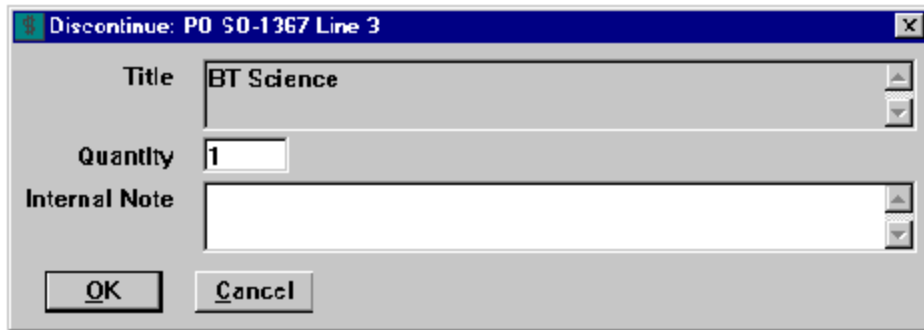 Discontinue: PO SO-1367 Line 3
Title BT Science
Quantity 1
Internal Note
OK Cancel